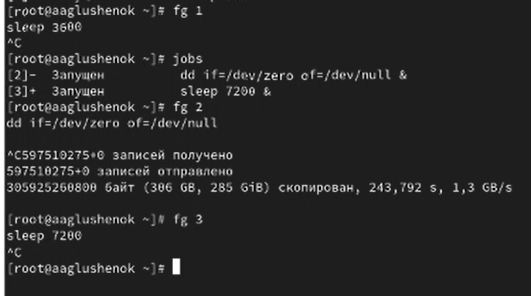 [root@aaglushenok ~]# fg 1
sleep 3600
^C
[root@aaglushenok ~]# jobs
[2]-  Запущен          dd if=/dev/zero of=/dev/null &
[3]+  Запущен          sleep 7200 &
[root@aaglushenok ~]# fg 2
dd if=/dev/zero of=/dev/null
^C597510275+0 записей получено
597510275+0 записей отправлено
305925260800 байт (306 GB, 285 GiB) скопирован, 243,792 s, 1,3 GB/s
[root@aaglushenok ~]# fg 3
sleep 7200
^C
[root@aaglushenok ~]#